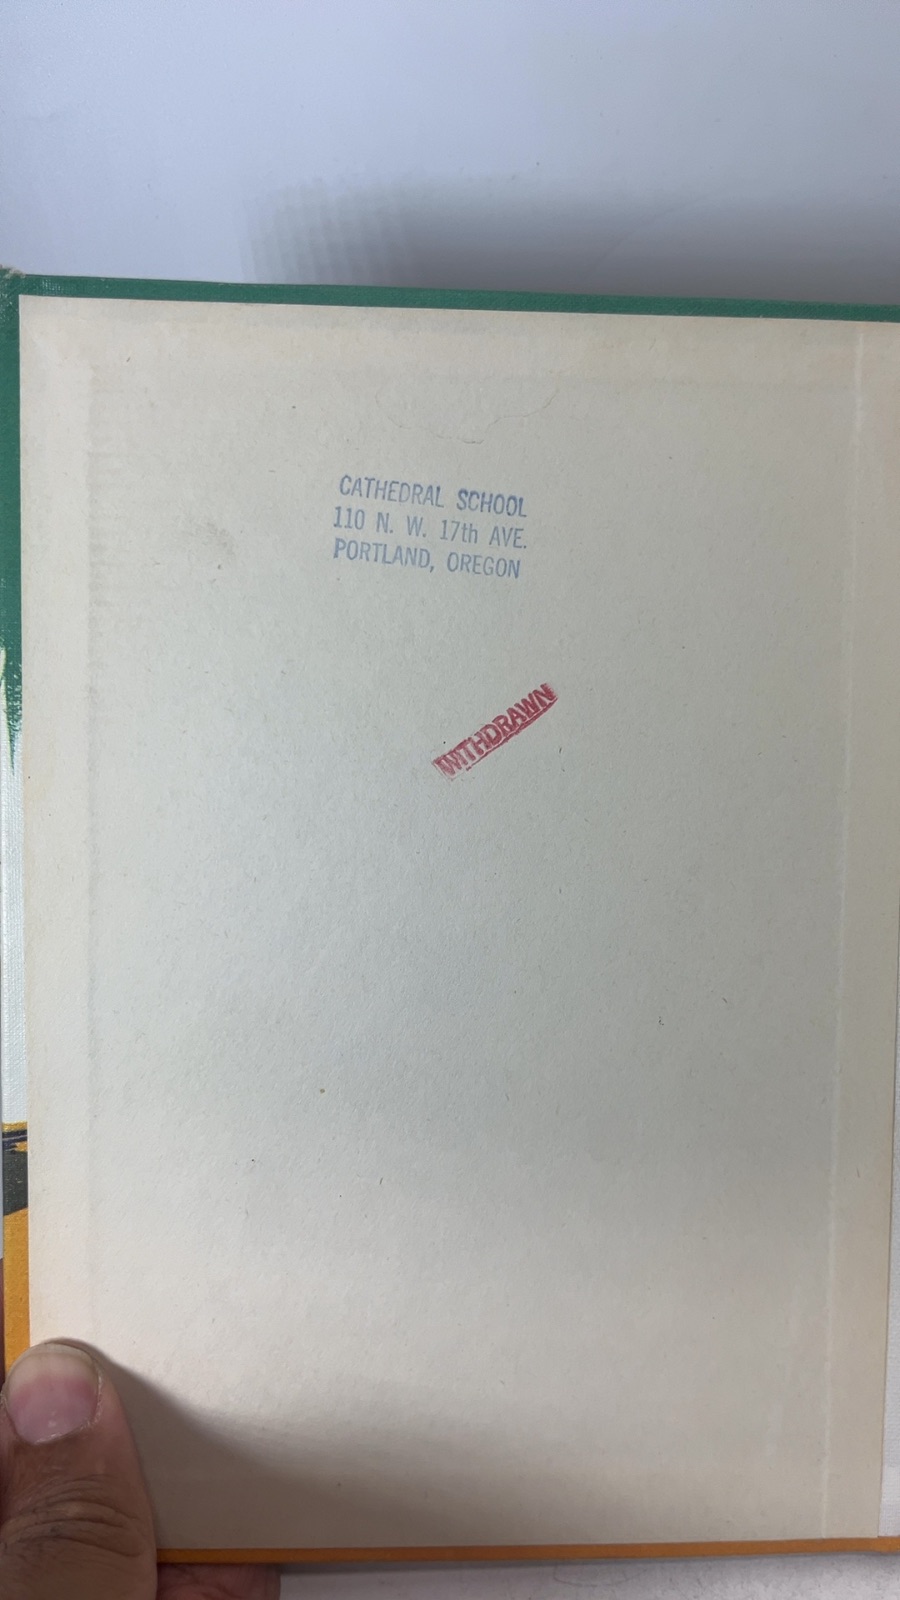 CATHEDRAL SCHOOL
110 N. W. 17th AVE.
PORTLAND, OREGON
WITHDRAWN